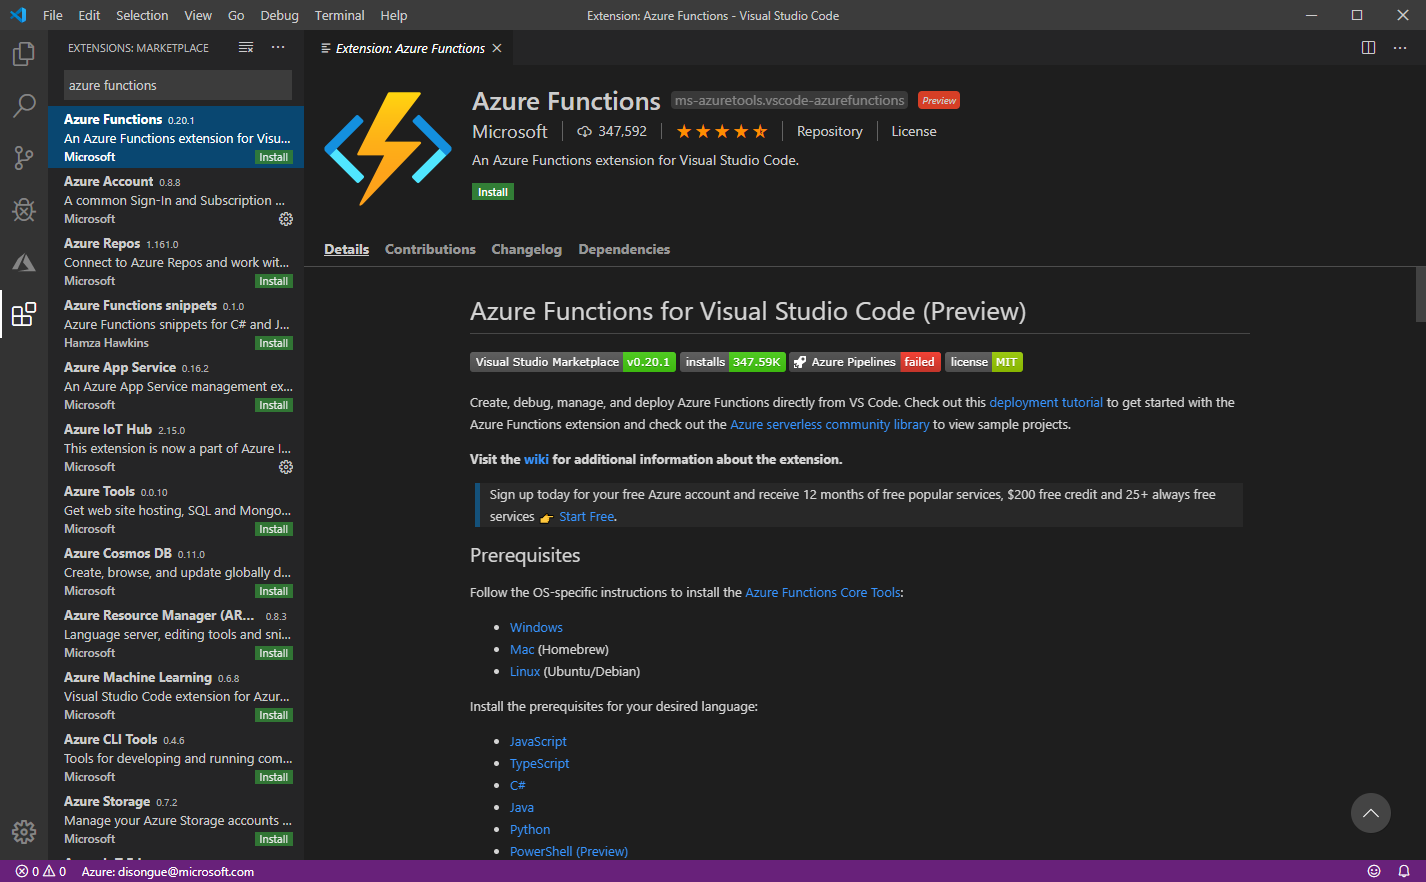 File Edit Selection View Go Debug Terminal Help
Extension: Azure Functions - Visual Studio Code
EXTENSIONS: MARKETPLACE
azure functions
Azure Functions 0.20.1
An Azure Functions extension for Visu...
Microsoft Install
Azure Account 0.8.8
A common Sign-In and Subscription ...
Microsoft
Azure Repos 1.161.0
Connect to Azure Repos and work wit...
Microsoft Install
Azure Functions snippets 0.1.0
Azure Functions snippets for C# and J...
Hamza Hawkins Install
Azure App Service 0.16.2
An Azure App Service management ex...
Microsoft Install
Azure IoT Hub 2.15.0
This extension is now a part of Azure I...
Microsoft
Azure Tools 0.0.10
Get web site hosting, SQL and Mongo...
Microsoft Install
Azure Cosmos DB 0.11.0
Create, browse, and update globally d...
Microsoft Install
Azure Resource Manager (AR... 0.8.3
Language server, editing tools and sni...
Microsoft Install
Azure Machine Learning 0.6.8
Visual Studio Code extension for Azur...
Microsoft Install
Azure CLI Tools 0.4.6
Tools for developing and running com...
Microsoft Install
Azure Storage 0.7.2
Manage your Azure Storage accounts ...
Microsoft Install
Extension: Azure Functions
Azure Functions ms-azuretools.vscode-azurefunctions Preview
Microsoft 347,592 Repository License
An Azure Functions extension for Visual Studio Code.
Install
Details Contributions Changelog Dependencies
Azure Functions for Visual Studio Code (Preview)
Visual Studio Marketplace v0.20.1 installs 347.59K Azure Pipelines failed license MIT
Create, debug, manage, and deploy Azure Functions directly from VS Code. Check out this deployment tutorial to get started with the
Azure Functions extension and check out the Azure serverless community library to view sample projects.
Visit the wiki for additional information about the extension.
Sign up today for your free Azure account and receive 12 months of free popular services, $200 free credit and 25+ always free
services 👉 Start Free.
Prerequisites
Follow the OS-specific instructions to install the Azure Functions Core Tools:
• Windows
• Mac (Homebrew)
• Linux (Ubuntu/Debian)
Install the prerequisites for your desired language:
• JavaScript
• TypeScript
• C#
• Java
• Python
• PowerShell (Preview)
0 0 Azure: disongue@microsoft.com